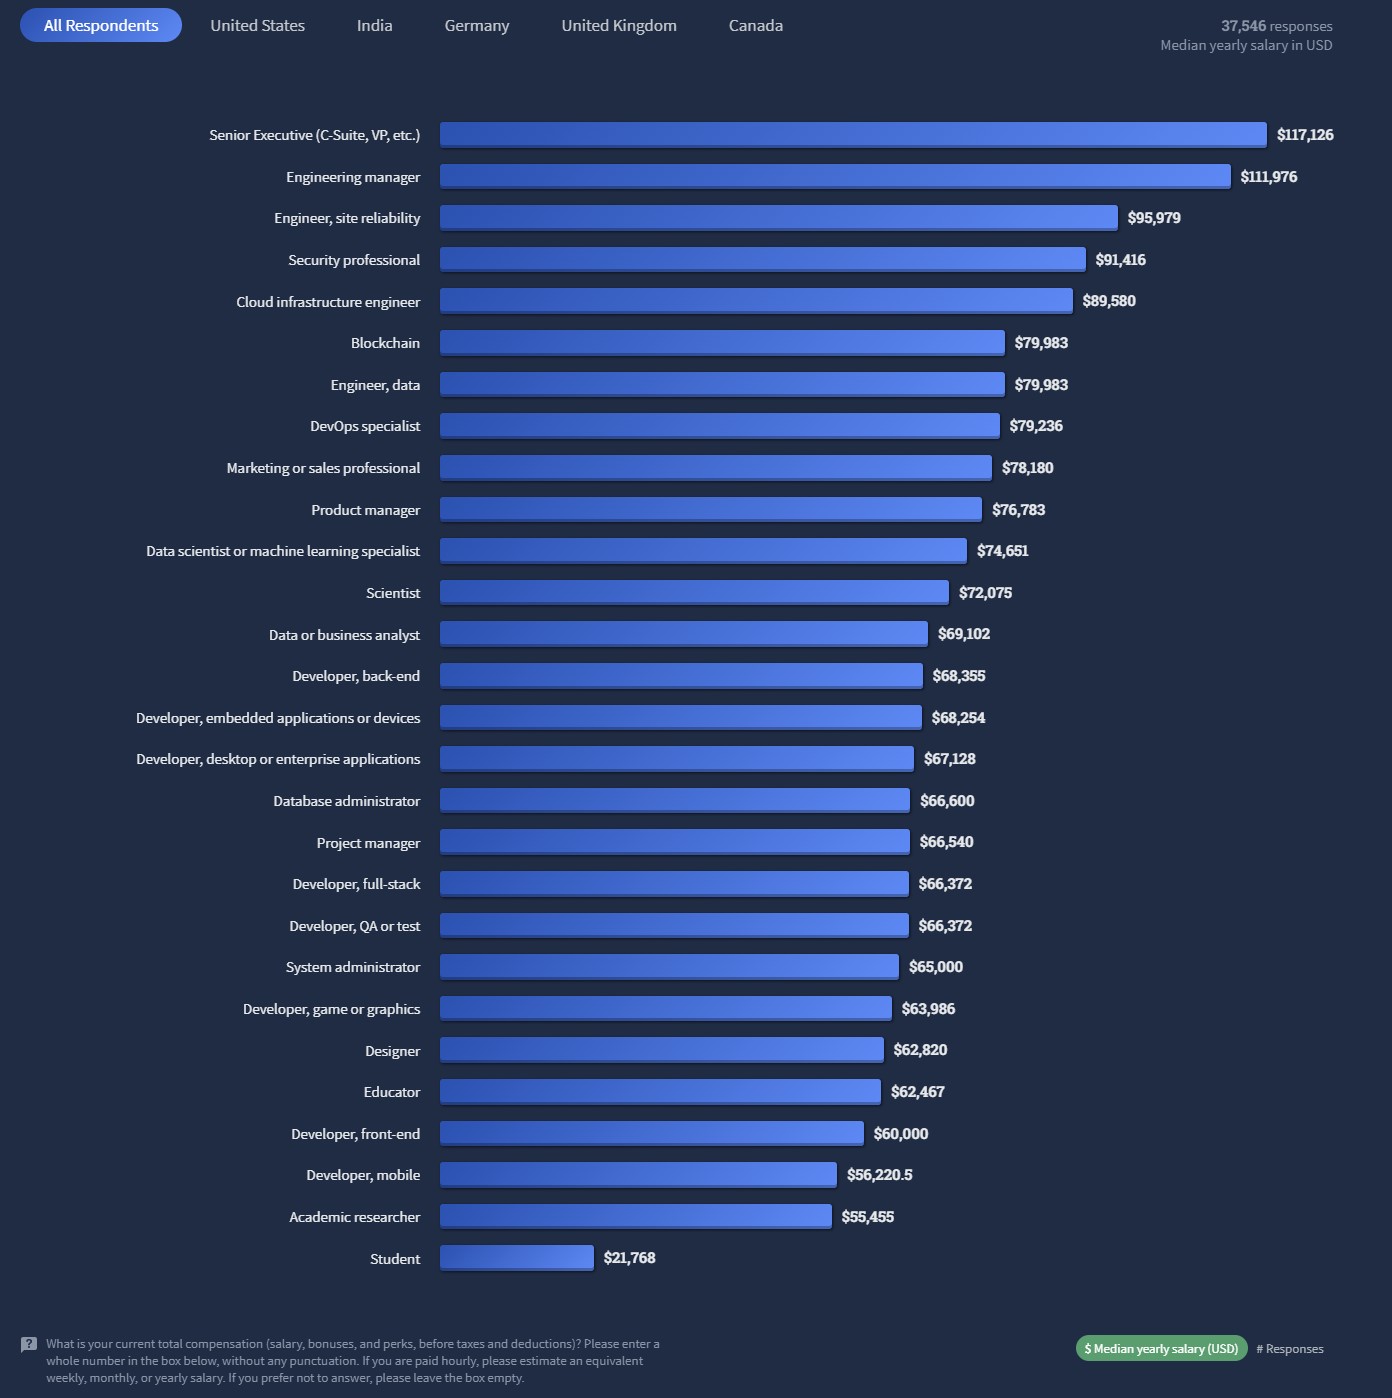 All Respondents United States India Germany United Kingdom Canada
37,546 responses
Median yearly salary in USD
Senior Executive (C-Suite, VP, etc.) $117,126
Engineering manager $111,976
Engineer, site reliability $95,979
Security professional $91,416
Cloud infrastructure engineer $89,580
Blockchain $79,983
Engineer, data $79,983
DevOps specialist $79,236
Marketing or sales professional $78,180
Product manager $76,783
Data scientist or machine learning specialist $74,651
Scientist $72,075
Data or business analyst $69,102
Developer, back-end $68,355
Developer, embedded applications or devices $68,254
Developer, desktop or enterprise applications $67,128
Database administrator $66,600
Project manager $66,540
Developer, full-stack $66,372
Developer, QA or test $66,372
System administrator $65,000
Developer, game or graphics $63,986
Designer $62,820
Educator $62,467
Developer, front-end $60,000
Developer, mobile $56,220.5
Academic researcher $55,455
Student $21,768
? What is your current total compensation (salary, bonuses, and perks, before taxes and deductions)? Please enter a
whole number in the box below, without any punctuation. If you are paid hourly, please estimate an equivalent
weekly, monthly, or yearly salary. If you prefer not to answer, please leave the box empty.
$ Median yearly salary (USD) # Responses